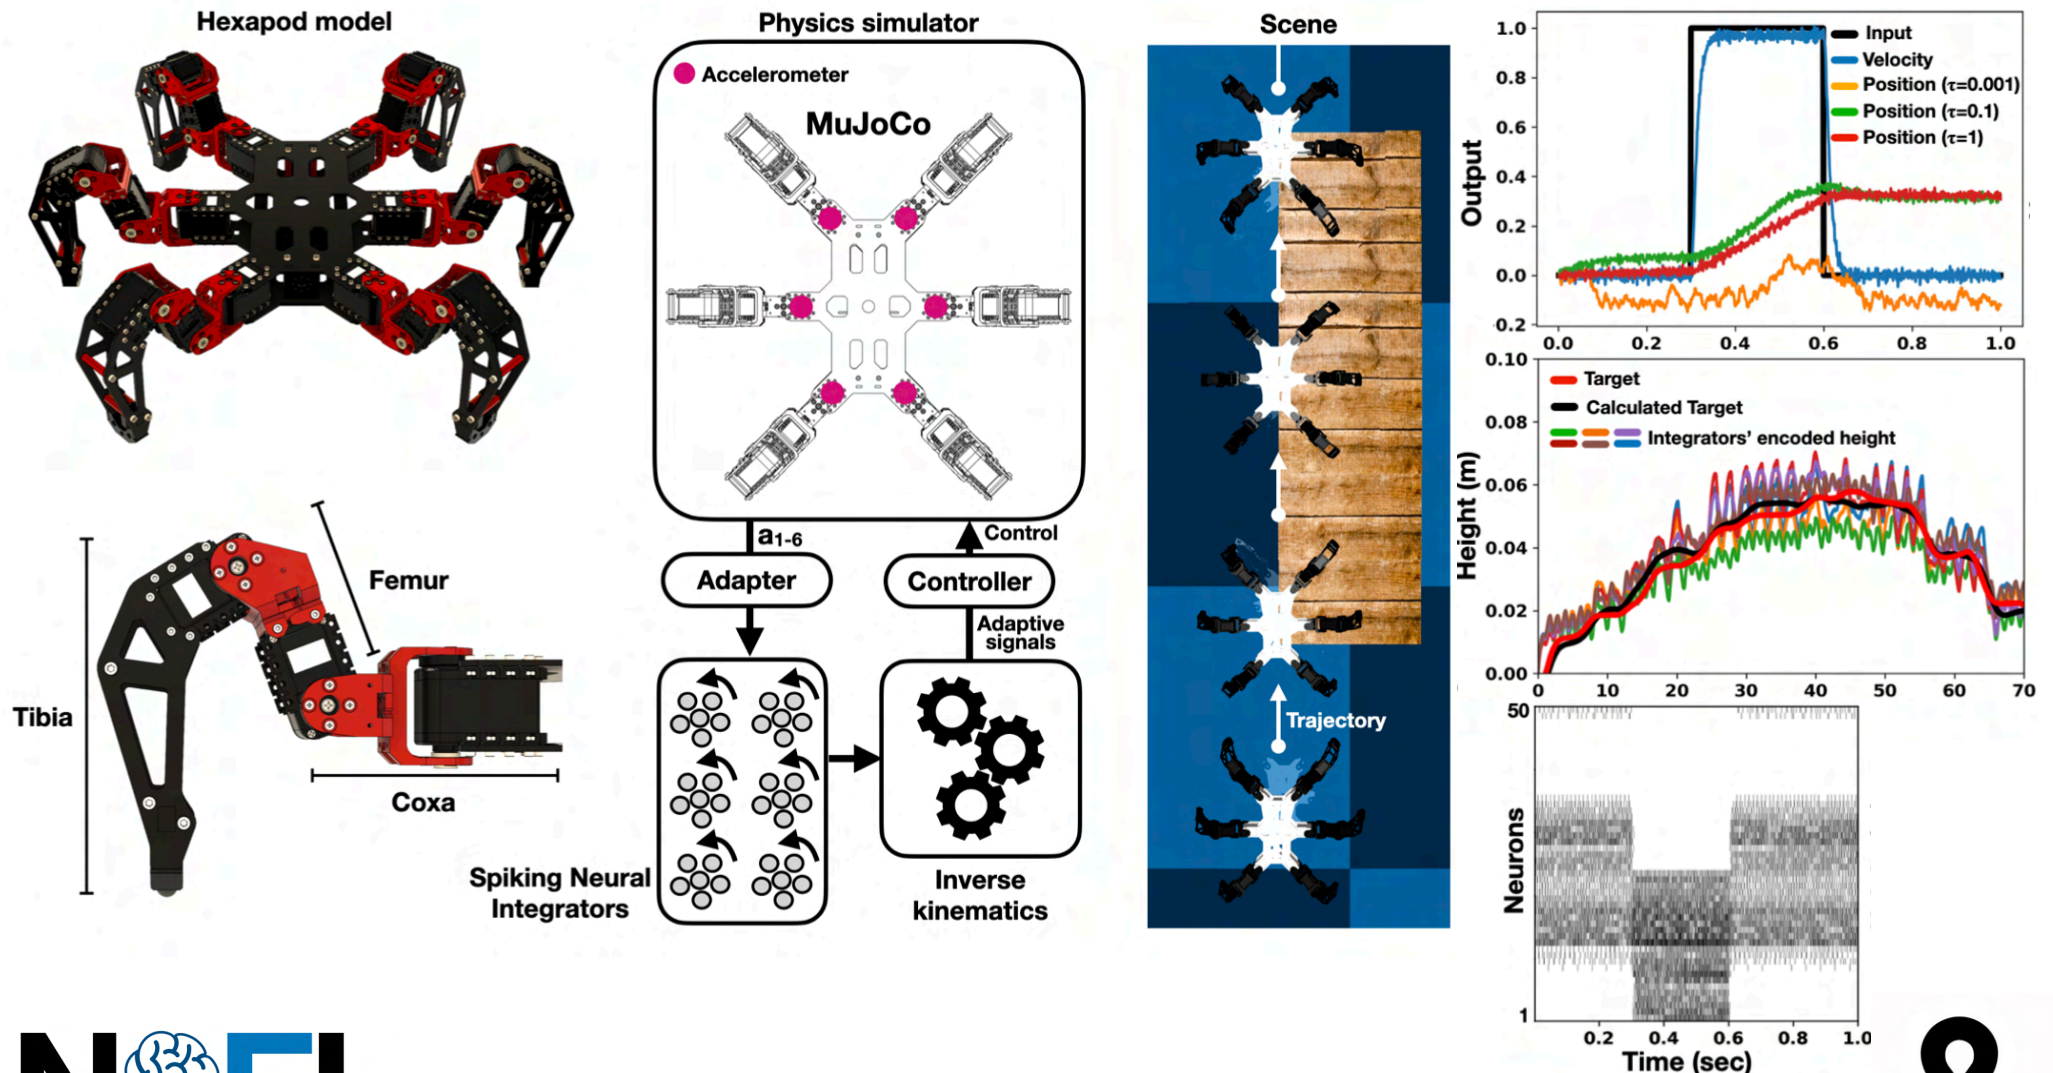 Hexapod model
Tibia
Femur
Coxa
Physics simulator
Accelerometer
MuJoCo
a1-6
Control
Adapter
Controller
Adaptive
signals
Spiking Neural
Integrators
Inverse
kinematics
Scene
Trajectory
Output
1.0
0.8
0.6
0.4
0.2
0.0
0.2
Input
Velocity
Position (τ=0.001)
Position (τ=0.1)
Position (τ=1)
0.0 0.2 0.4 0.6 0.8 1.0
Height (m)
0.10
0.08
0.06
0.04
0.02
0.00
Target
Calculated Target
Integrators' encoded height
0 10 20 30 40 50 60 70
Neurons
50
1
0.2 0.4 0.6 0.8 1.0
Time (sec)